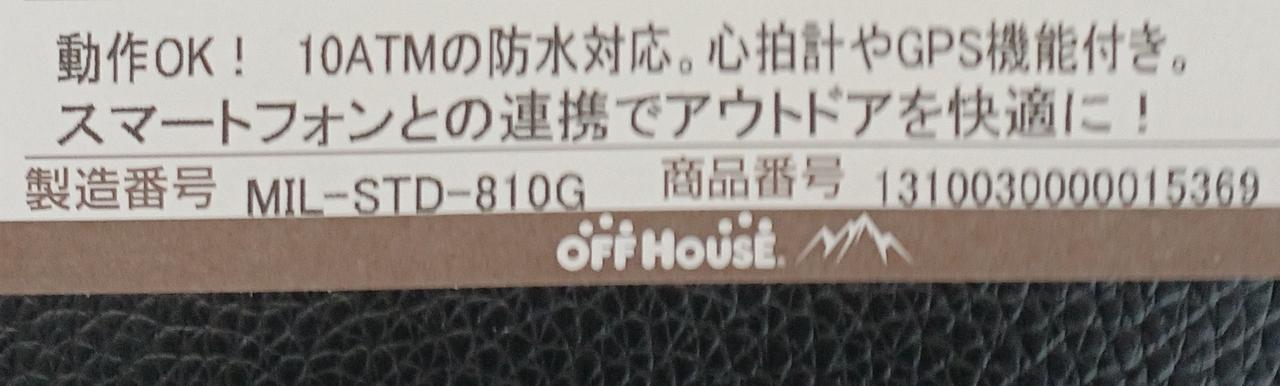 動作OK！ 10ATMの防水対応。心拍計やGPS機能付き。
スマートフォンとの連携でアウトドアを快適に！
製造番号 MIL-STD-810G 商品番号 1310030000015369
OFF HOUSE.